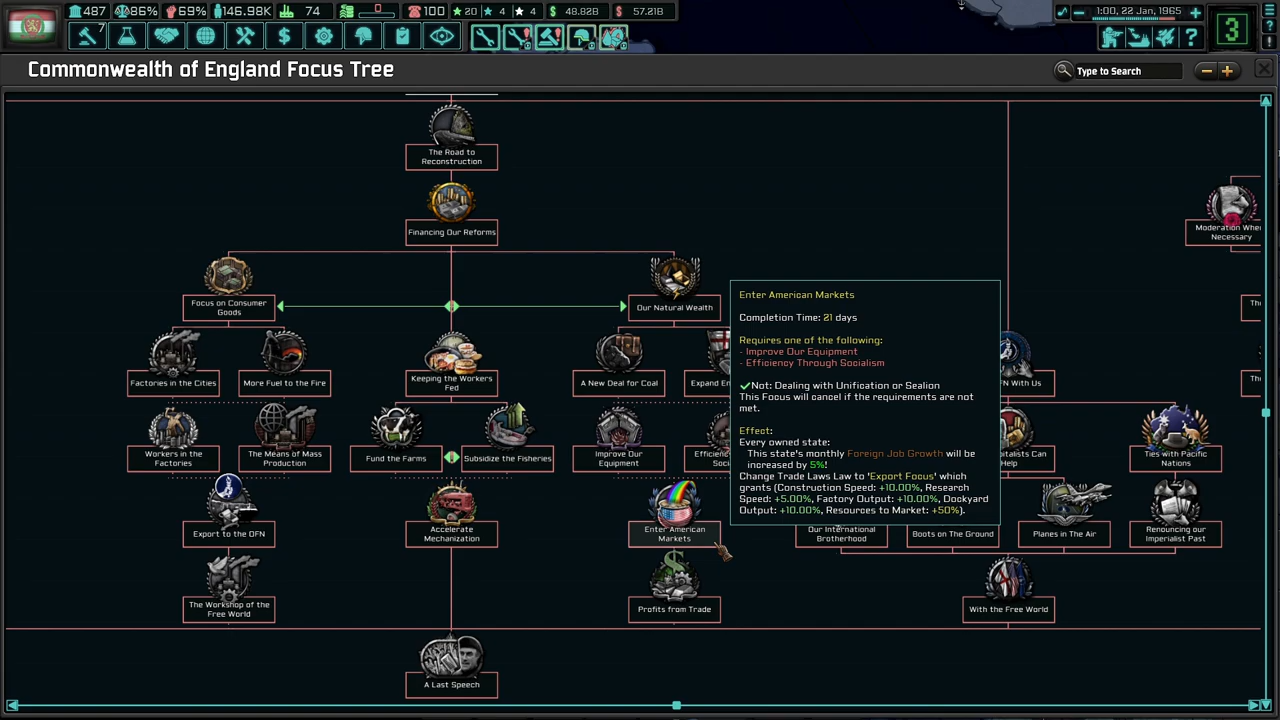 487 86% 69% 146.98K 74 0 100 20 4 4 $ 48.82B $ 57.21B
1:00, 22 Jan, 1965
3
7
Commonwealth of England Focus Tree
Type to Search
The Road to
Reconstruction
Financing Our Reforms
Moderation When
Necessary
Focus on Consumer
Goods
Our Natural Wealth
Factories in the Cities
More Fuel to the Fire
Keeping the Workers
Fed
A New Deal for Coal
Workers in the
Factories
The Means of Mass
Production
Fund the Farms
Subsidize the Fisheries
Improve Our
Equipment
Ties with Pacific
Nations
Enter American Markets
Completion Time: 21 days
Requires one of the following:
- Improve Our Equipment
- Efficiency Through Socialism
Not: Dealing with Unification or Sealion
This Focus will cancel if the requirements are not
met.
Effect:
Every owned state:
This state's monthly Foreign Job Growth will be
increased by 5%!
Change Trade Laws Law to 'Export Focus' which
grants (Construction Speed: +10.00%, Research
Speed: +5.00%, Factory Output: +10.00%, Dockyard
Output: +10.00%, Resources to Market: +50%).
Export to the OFN
Accelerate
Mechanization
Enter American
Markets
Our International
Brotherhood
Boots on The Ground
Planes in The Air
Renouncing our
Imperialist Past
The Workshop of the
Free World
Profits from Trade
With the Free World
A Last Speech